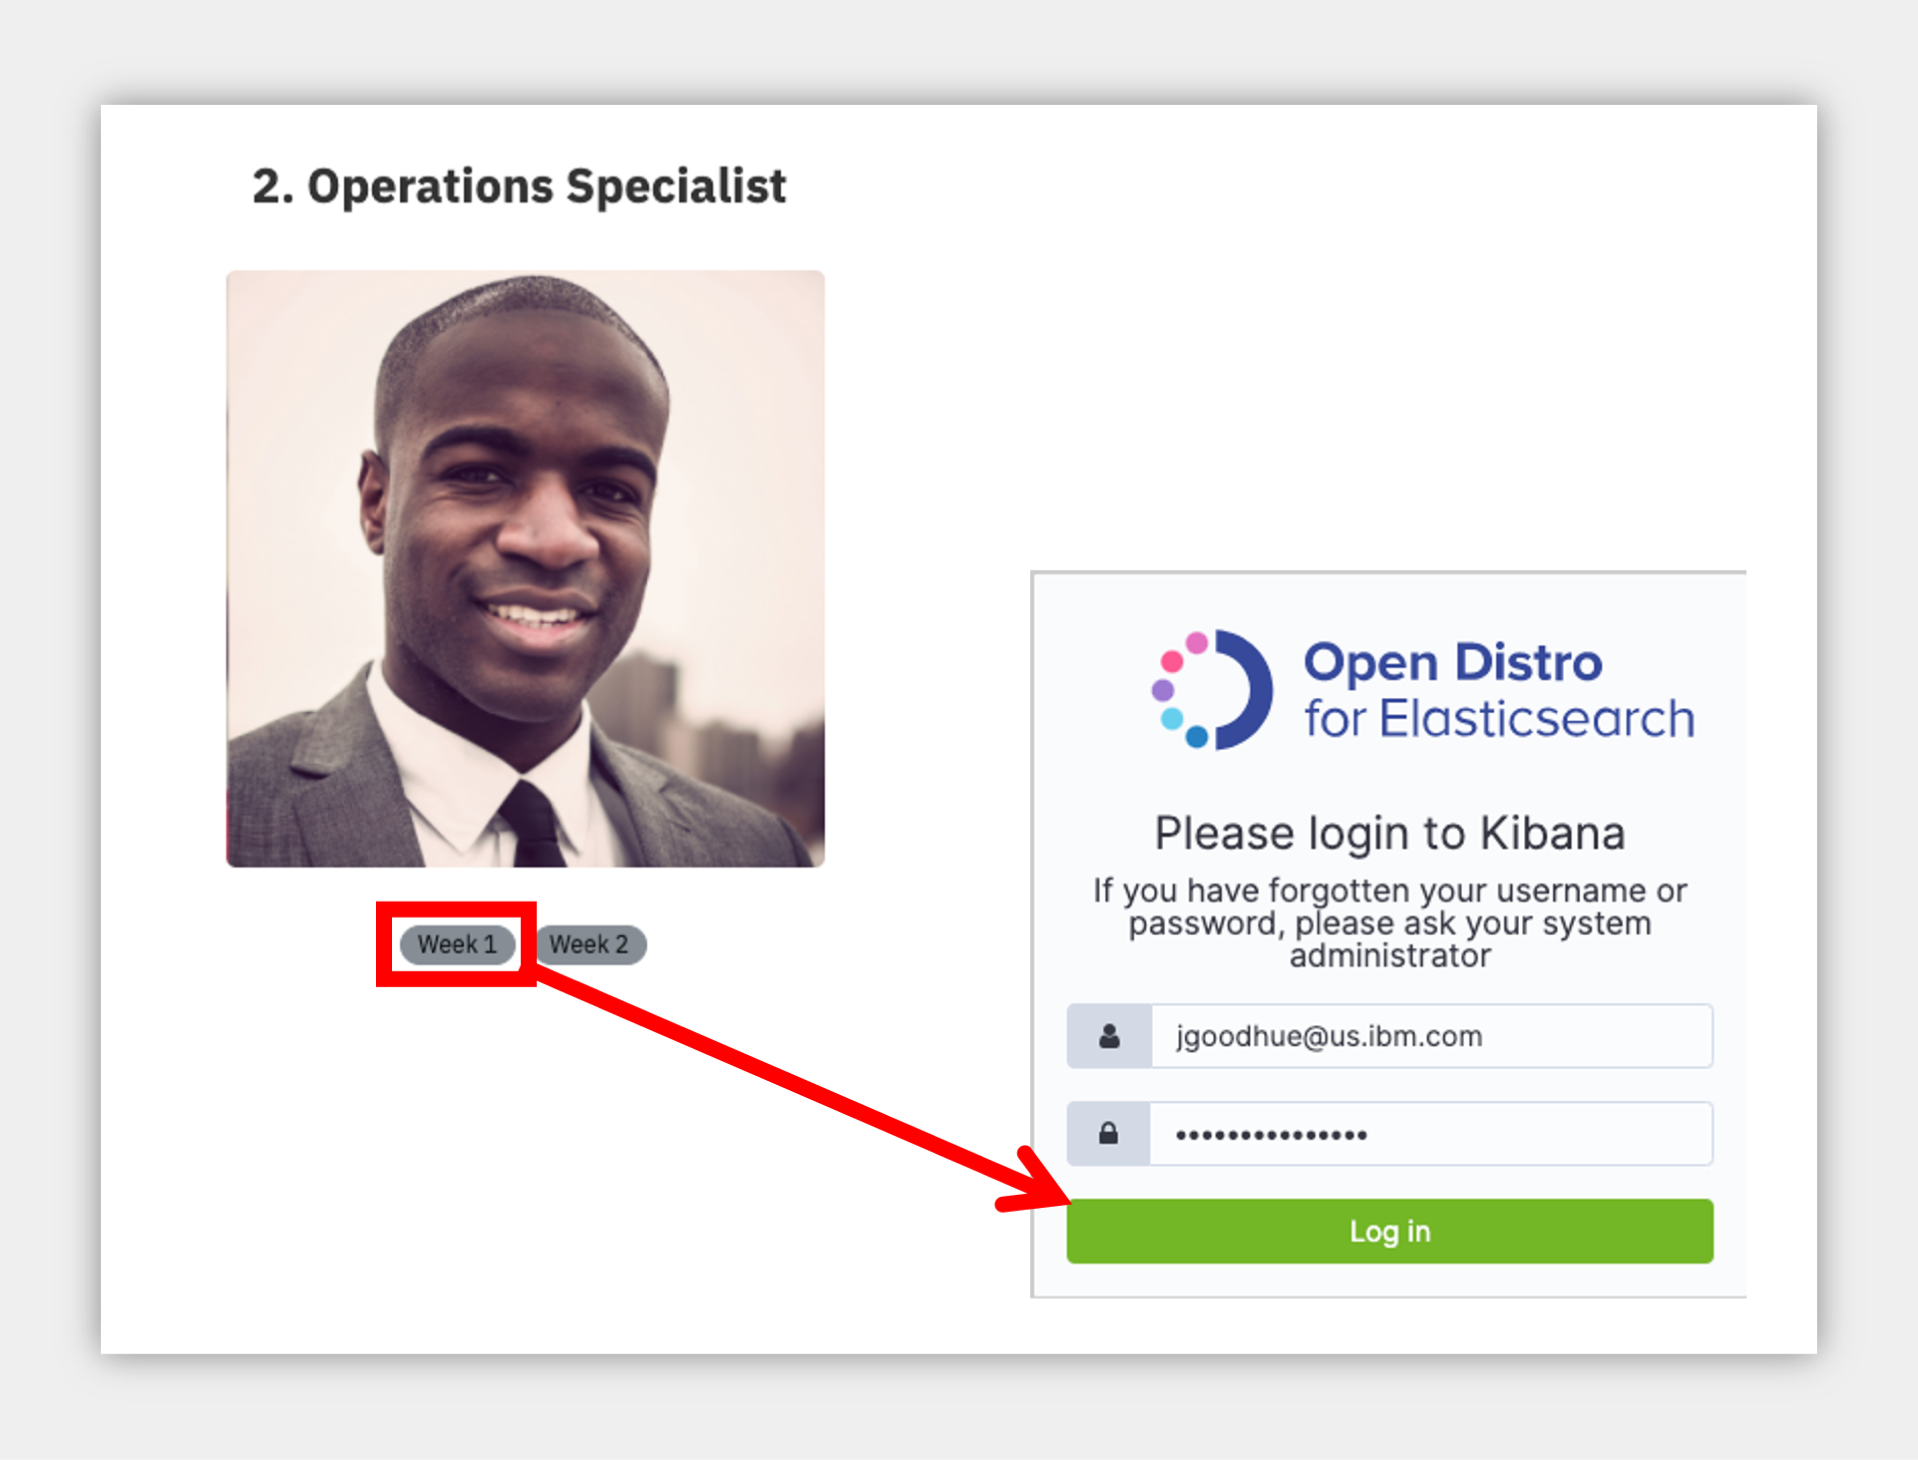 2. Operations Specialist
Week 1 Week 2
Open Distro
for Elasticsearch
Please login to Kibana
If you have forgotten your username or
password, please ask your system
administrator
jgoodhue@us.ibm.com
•••••••••••••••
Log in